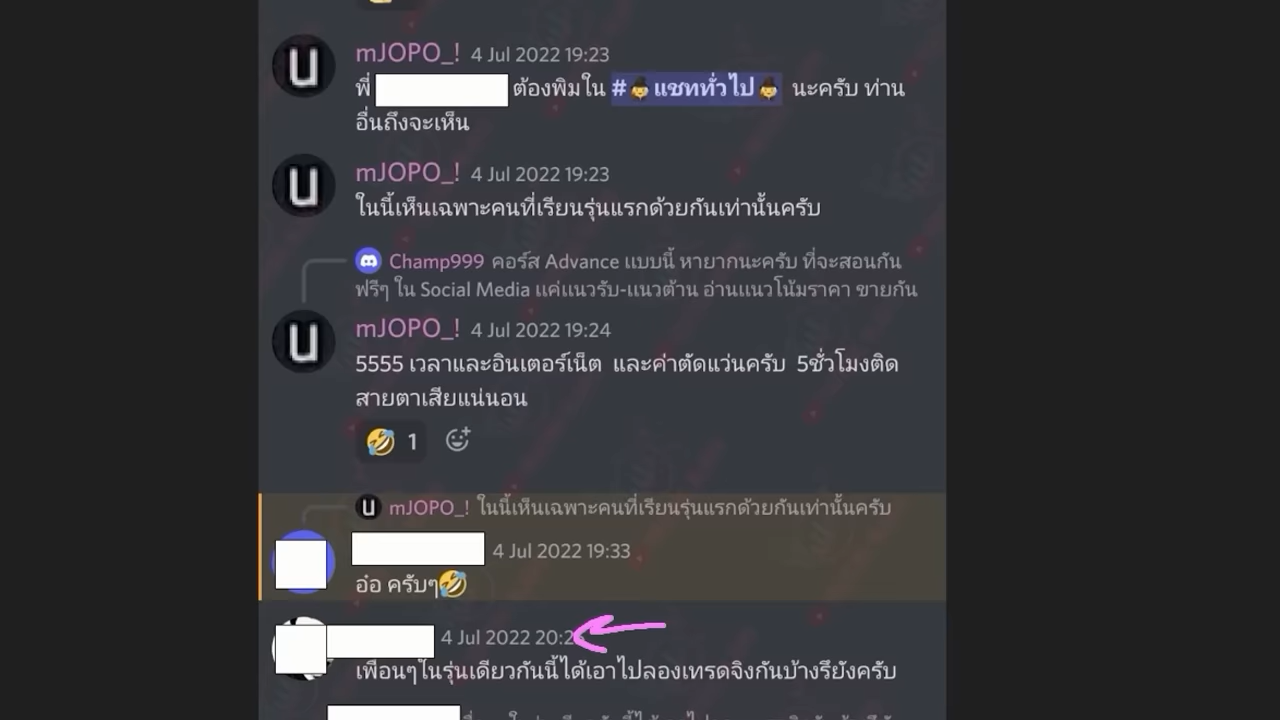 mJOPO_! 4 Jul 2022 19:23
พี่ ต้องพิมใน #แชททั่วไป นะครับ ท่าน
อื่นถึงจะเห็น
mJOPO_! 4 Jul 2022 19:23
ในนี้เห็นเฉพาะคนที่เรียนรุ่นแรกด้วยกันเท่านั้นครับ
Champ999 คอร์ส Advance แบบนี้ หายากนะครับ ที่จะสอนกัน
ฟรีๆ ใน Social Media แค่แนวรับ-แนวต้าน อ่านแนวโน้มราคา ขายกัน
mJOPO_! 4 Jul 2022 19:24
5555 เวลาและอินเตอร์เน็ต และค่าตัดแว่นครับ 5ชั่วโมงติด
สายตาเสียแน่นอน
1
mJOPO_! ในนี้เห็นเฉพาะคนที่เรียนรุ่นแรกด้วยกันเท่านั้นครับ
4 Jul 2022 19:33
อ๋อ ครับๆ
4 Jul 2022
เพื่อนๆในรุ่นเดียวกันนี้ได้เอาไปลองเทรดจิงกันบ้างรึยังครับ